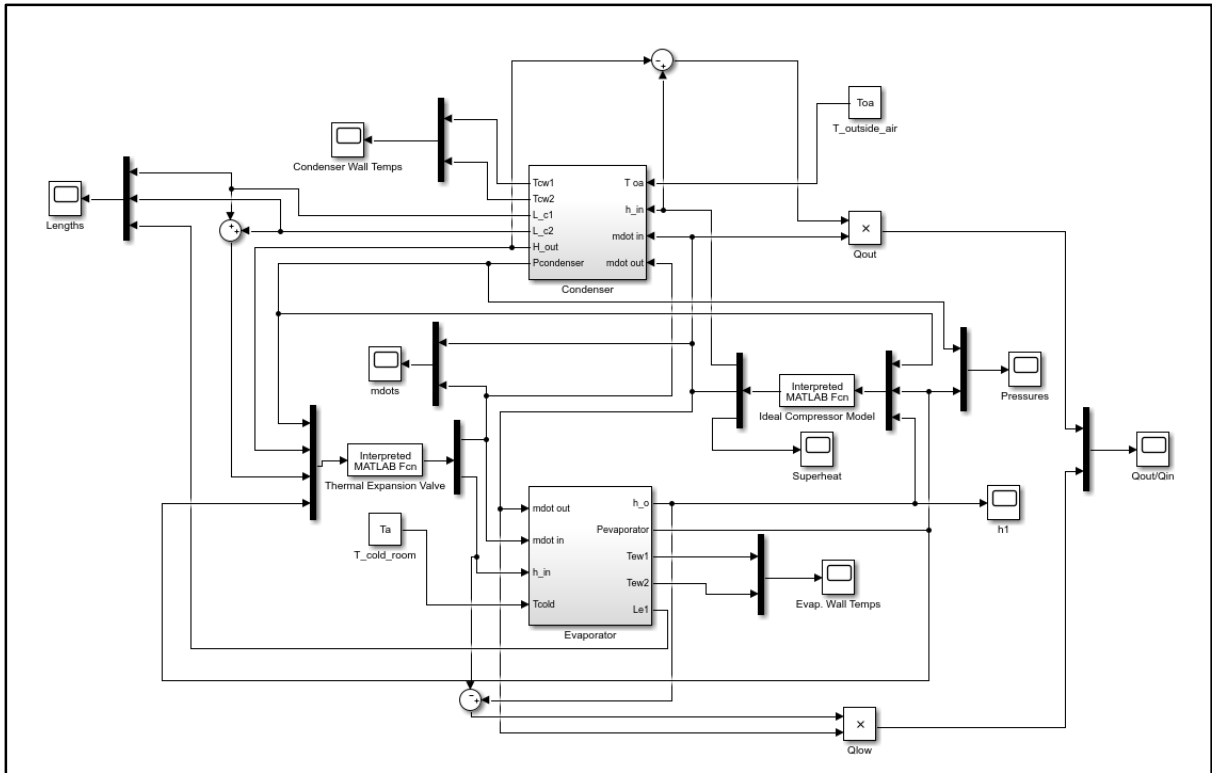 Toa
T_outside_air
Condenser Wall Temps
Lengths
Tcw1
Tcw2
L_c1
L_c2
H_out
Pcondenser
T oa
h_in
mdot in
mdot out
Condenser
×
Qout
mdots
Interpreted
MATLAB Fcn
Ideal Compressor Model
Superheat
Pressures
Interpreted
MATLAB Fcn
Thermal Expansion Valve
Qout/Qin
Ta
T_cold_room
mdot out
mdot in
h_in
Tcold
h_o
Pevaporator
Tew1
Tew2
Le1
Evaporator
h1
Evap. Wall Temps
×
Qlow